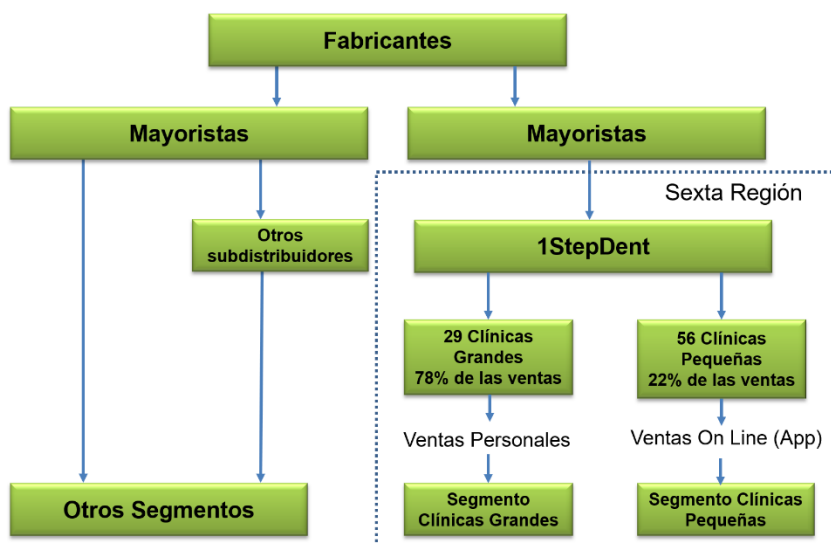 Fabricantes
Mayoristas
Mayoristas
Sexta Región
Otros
subdistribuidores
1StepDent
29 Clínicas
Grandes
78% de las ventas
56 Clínicas
Pequeñas
22% de las ventas
Ventas Personales
Ventas On Line (App)
Otros Segmentos
Segmento
Clínicas Grandes
Segmento Clínicas
Pequeñas